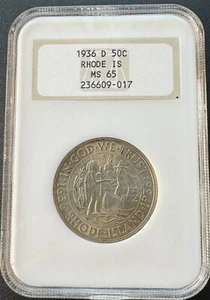 1936 D 50C
RHODE IS
MS 65
236609-017
IN·GOD·WE·TRUST
RHODE·ISLAND